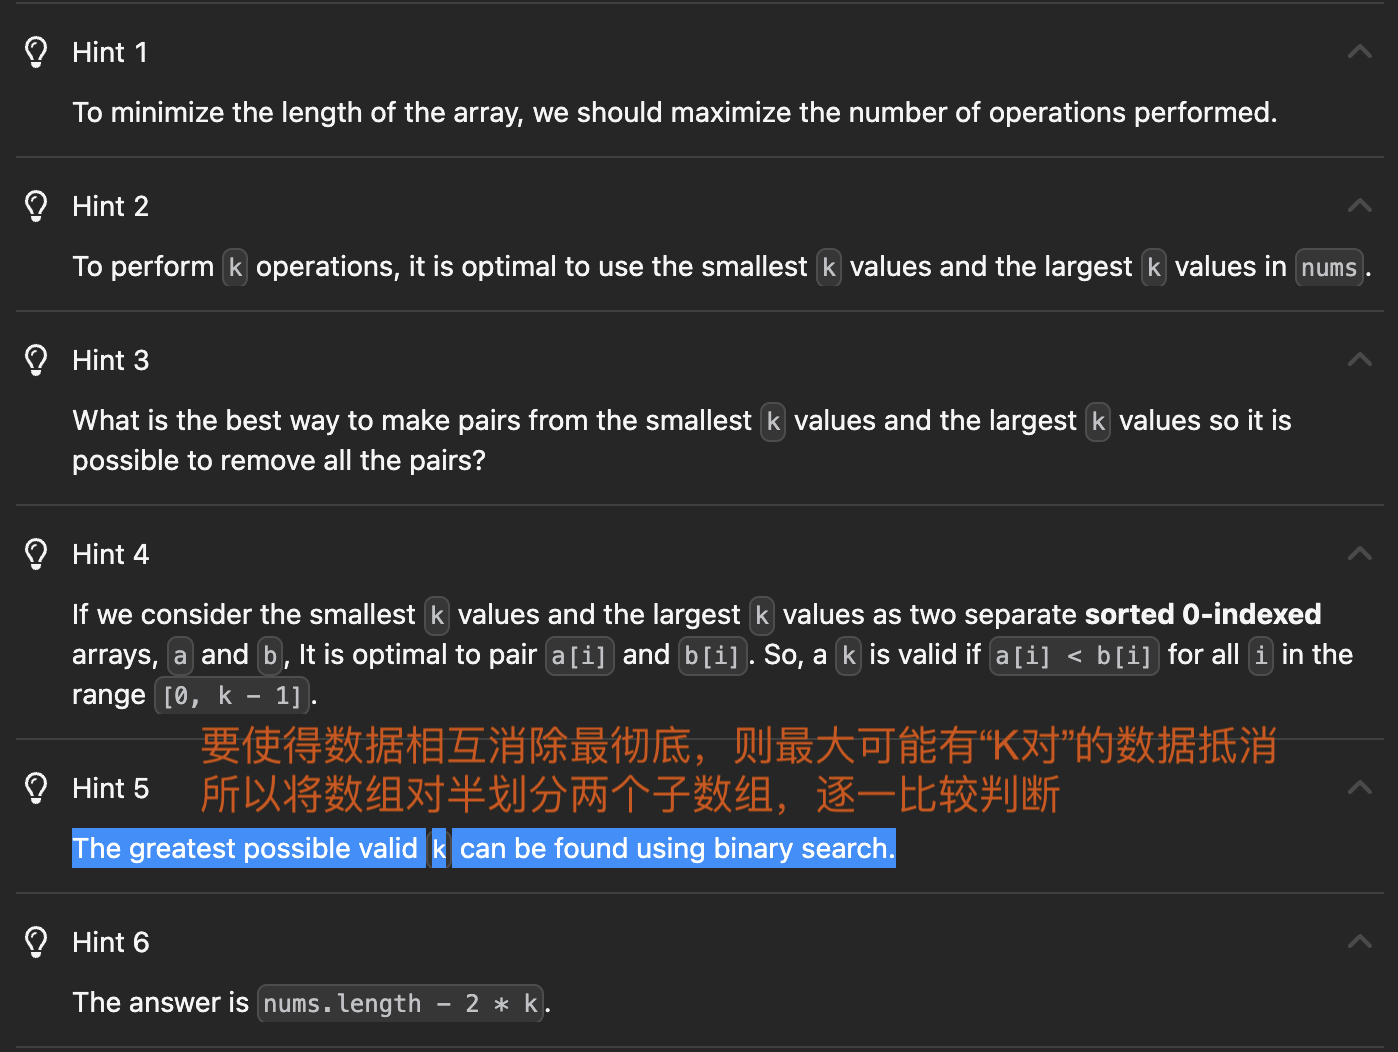 Hint 1
To minimize the length of the array, we should maximize the number of operations performed.
Hint 2
To perform k operations, it is optimal to use the smallest k values and the largest k values in nums.
Hint 3
What is the best way to make pairs from the smallest k values and the largest k values so it is
possible to remove all the pairs?
Hint 4
If we consider the smallest k values and the largest k values as two separate sorted 0-indexed
arrays, a and b, It is optimal to pair a[i] and b[i]. So, a k is valid if a[i] < b[i] for all i in the
range [0, k - 1].
要使得数据相互消除最彻底，则最大可能有“K对”的数据抵消
所以将数组对半划分两个子数组，逐一比较判断
Hint 5
The greatest possible valid k can be found using binary search.
Hint 6
The answer is nums.length - 2 * k.